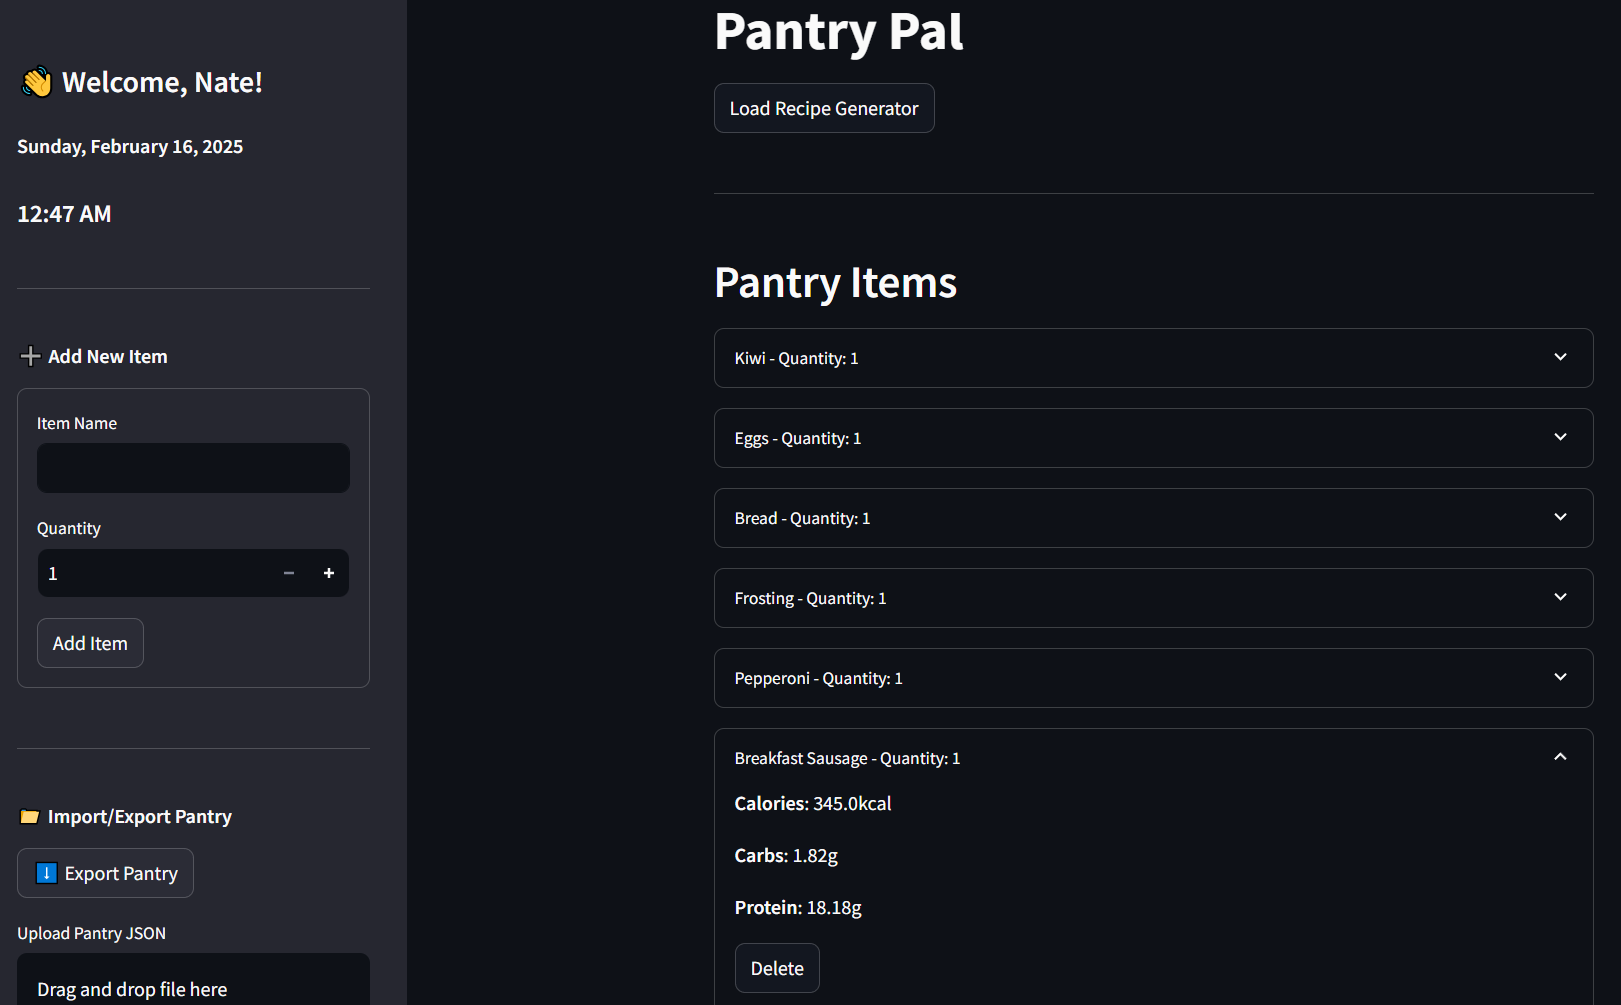 👋 Welcome, Nate!
Sunday, February 16, 2025
12:47 AM
➕ Add New Item
Item Name
Quantity
1
Add Item
📁 Import/Export Pantry
⬇️ Export Pantry
Upload Pantry JSON
Drag and drop file here
Pantry Pal
Load Recipe Generator
Pantry Items
Kiwi - Quantity: 1
Eggs - Quantity: 1
Bread - Quantity: 1
Frosting - Quantity: 1
Pepperoni - Quantity: 1
Breakfast Sausage - Quantity: 1
Calories: 345.0kcal
Carbs: 1.82g
Protein: 18.18g
Delete